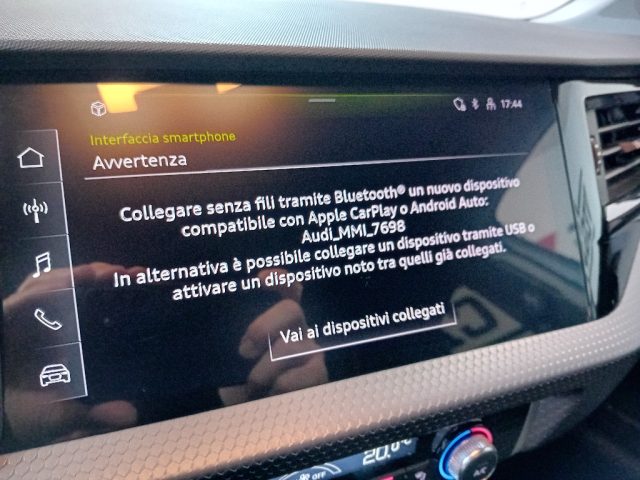 17:44
Interfaccia smartphone
Avvertenza
Collegare senza fili tramite Bluetooth® un nuovo dispositivo
compatibile con Apple CarPlay o Android Auto:
Audi_MMI_7698
In alternativa è possibile collegare un dispositivo tramite USB o
attivare un dispositivo noto tra quelli già collegati.
Vai ai dispositivi collegati
20.0°C
OFF
A/C